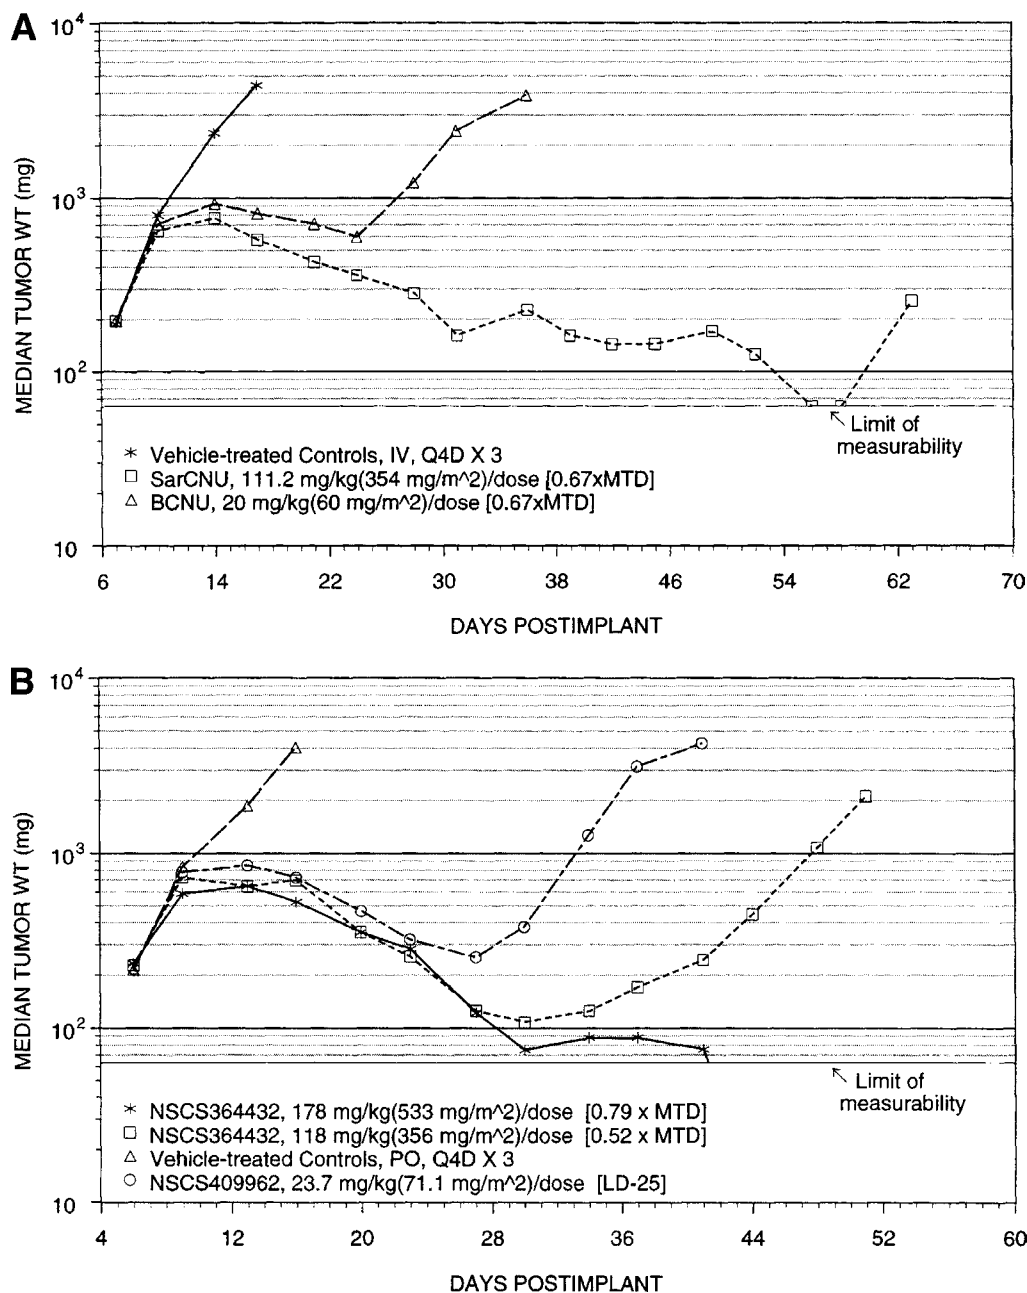 A
10^4
10^3
10^2
10
MEDIAN TUMOR WT (mg)
Limit of
measurability
Vehicle-treated Controls, IV, Q4D X 3
SarCNU, 111.2 mg/kg(354 mg/m^2)/dose [0.67xMTD]
BCNU, 20 mg/kg(60 mg/m^2)/dose [0.67xMTD]
6 14 22 30 38 46 54 62 70
DAYS POSTIMPLANT
B
10^4
10^3
10^2
10
MEDIAN TUMOR WT (mg)
Limit of
measurability
NSCS364432, 178 mg/kg(533 mg/m^2)/dose [0.79 x MTD]
NSCS364432, 118 mg/kg(356 mg/m^2)/dose [0.52 x MTD]
Vehicle-treated Controls, PO, Q4D X 3
NSCS409962, 23.7 mg/kg(71.1 mg/m^2)/dose [LD-25]
4 12 20 28 36 44 52 60
DAYS POSTIMPLANT